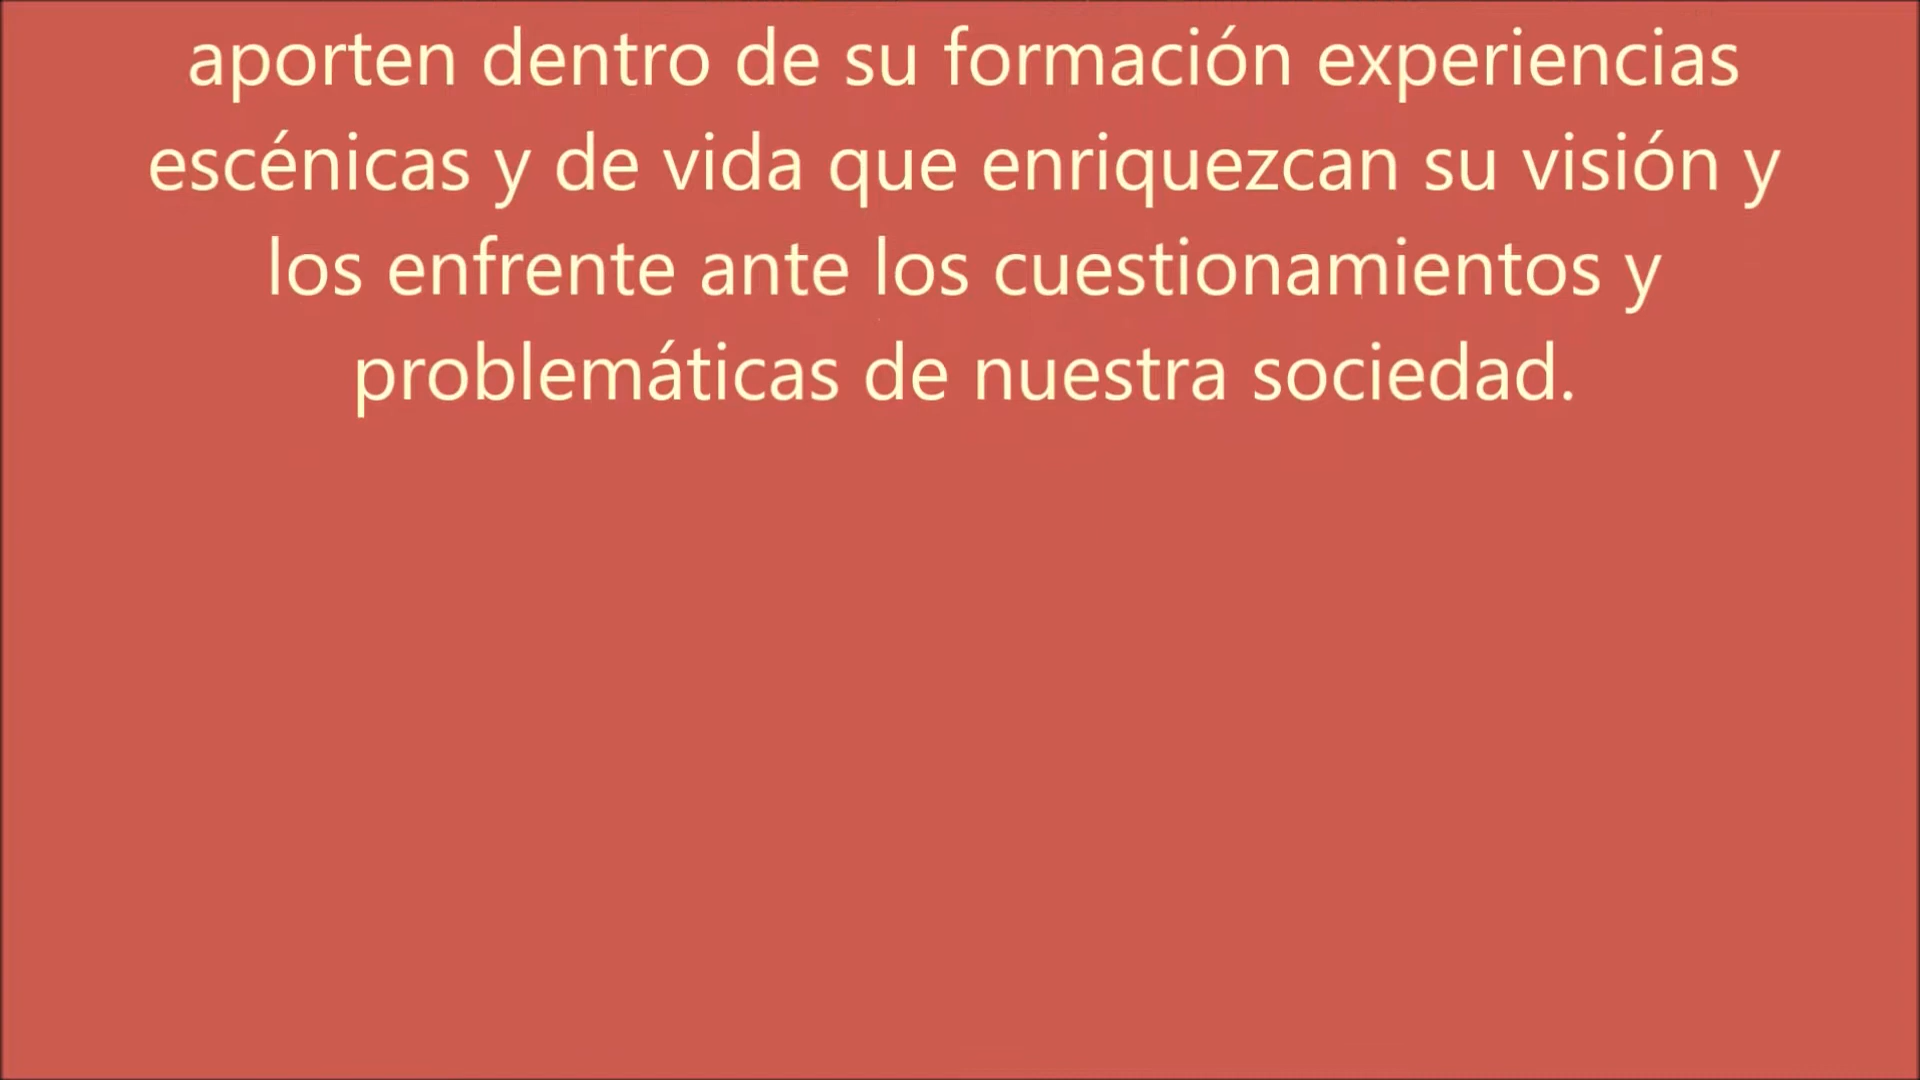 aporten dentro de su formación experiencias
escénicas y de vida que enriquezcan su visión y
los enfrente ante los cuestionamientos y
problemáticas de nuestra sociedad.